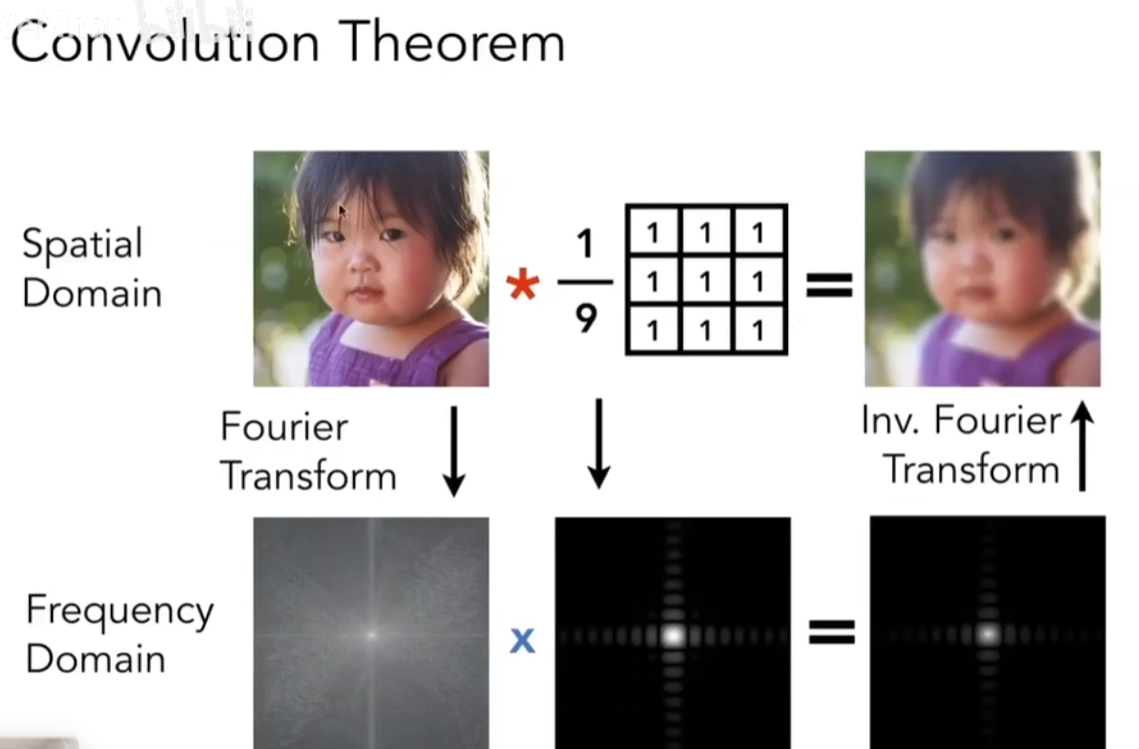 Convolution Theorem
Spatial
Domain
*
1
9
1 1 1
1 1 1
1 1 1
=
Fourier
Transform
Inv. Fourier
Transform
Frequency
Domain
x
=